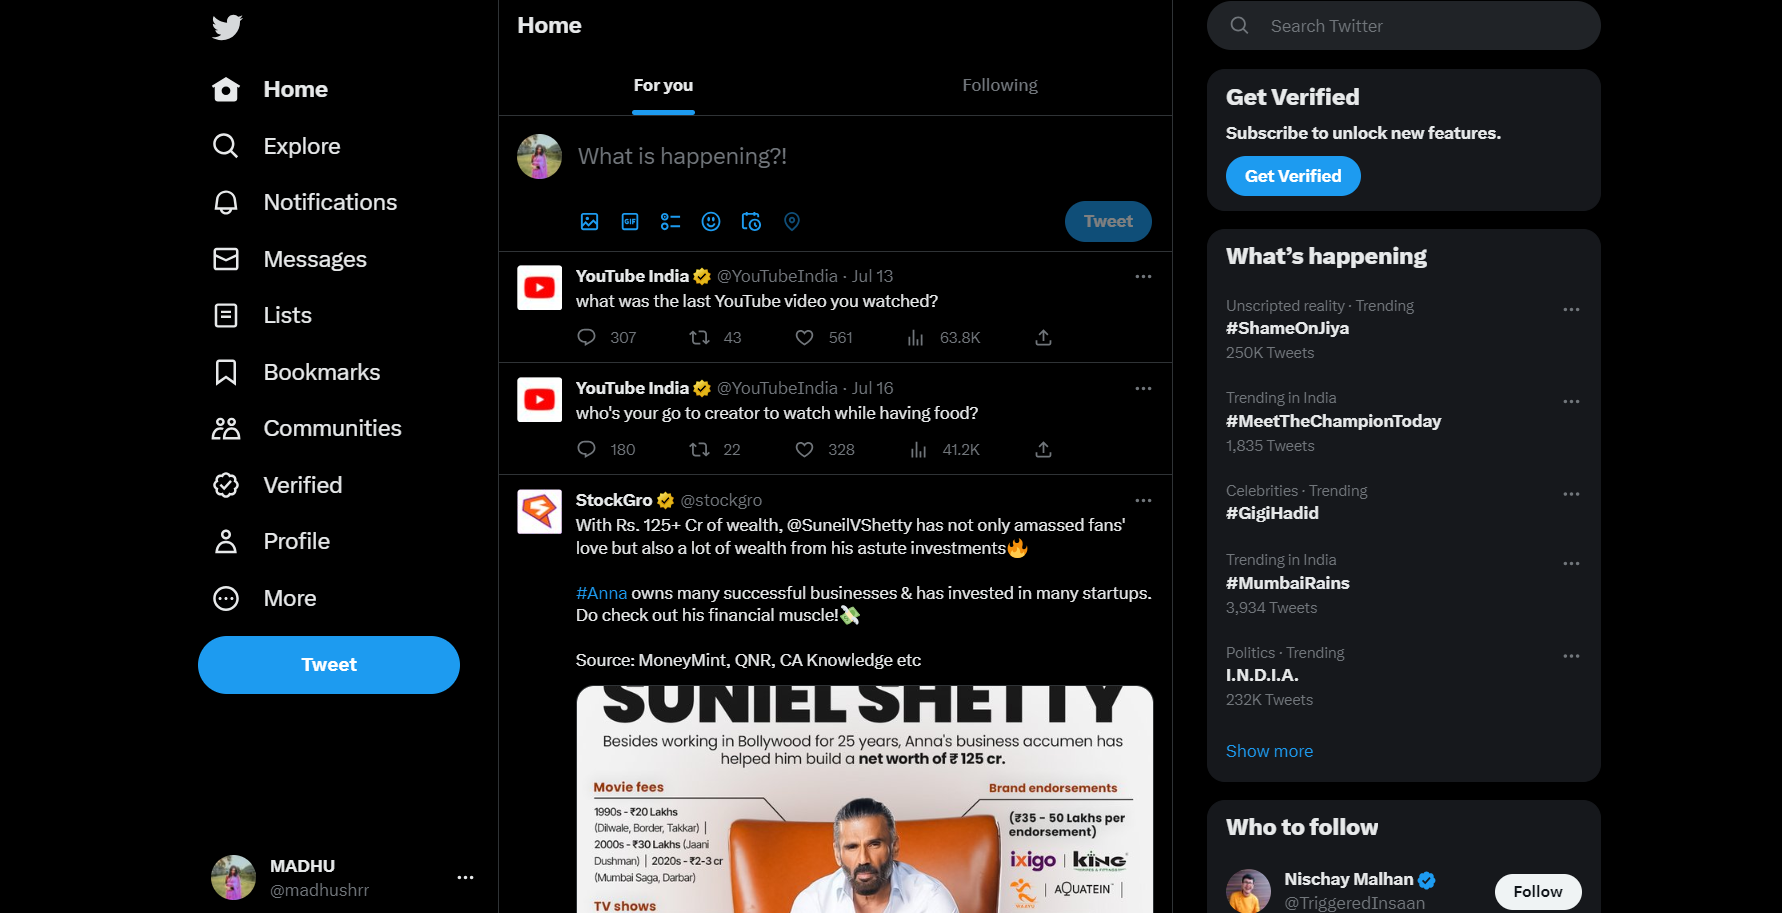 Home
Explore
Notifications
Messages
Lists
Bookmarks
Communities
Verified
Profile
More
Tweet
MADHU
@madhushrr
Home
For you
Following
What is happening?!
GIF
Tweet
YouTube India @YouTubeIndia · Jul 13
what was the last YouTube video you watched?
307 43 561 63.8K
YouTube India @YouTubeIndia · Jul 16
who's your go to creator to watch while having food?
180 22 328 41.2K
StockGro @stockgro
With Rs. 125+ Cr of wealth, @SuneilVShetty has not only amassed fans'
love but also a lot of wealth from his astute investments🔥
#Anna owns many successful businesses & has invested in many startups.
Do check out his financial muscle!💸
Source: MoneyMint, QNR, CA Knowledge etc
SUNIEL SHETTY
Besides working in Bollywood for 25 years, Anna's business accumen has
helped him build a net worth of ₹ 125 cr.
Movie fees
1990s - ₹20 Lakhs
(Dilwale, Border, Takkar) |
2000s - ₹30 Lakhs (Jaani
Dushman) | 2020s - ₹2-3 cr
(Mumbai Saga, Darbar)
TV shows
Brand endorsements
(₹35 - 50 Lakhs per
endorsement)
ixigo | KING
| AQUATEIN |
Search Twitter
Get Verified
Subscribe to unlock new features.
Get Verified
What's happening
Unscripted reality · Trending
#ShameOnJiya
250K Tweets
Trending in India
#MeetTheChampionToday
1,835 Tweets
Celebrities · Trending
#GigiHadid
Trending in India
#MumbaiRains
3,934 Tweets
Politics · Trending
I.N.D.I.A.
232K Tweets
Show more
Who to follow
Nischay Malhan
@TriggeredInsaan
Follow